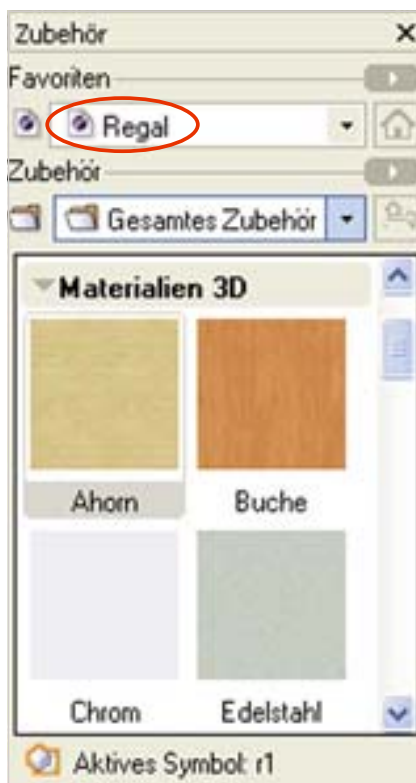 Zubehör
Favoriten
Regal
Zubehör
Gesamtes Zubehör
Materialien 3D
Ahorn Buche
Chrom Edelstahl
Aktives Symbol: r1